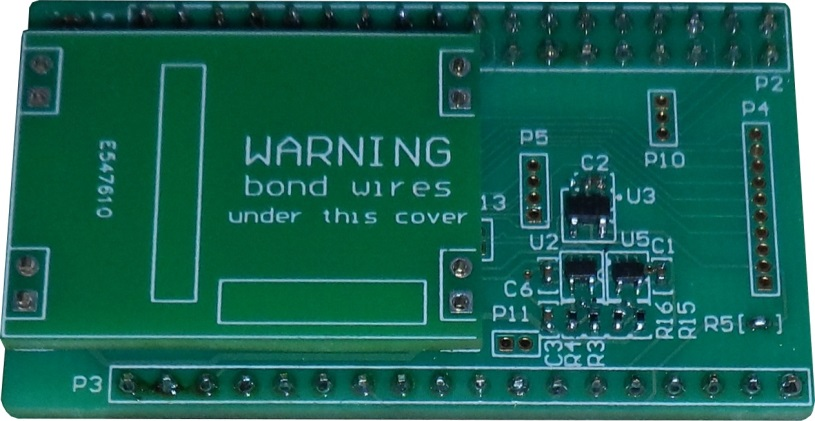 P2
P4
P5
C2
P10
E547610
WARNING
bond wires
under this cover
U3
13
U2
U5
C1
C6
P11
R16
R15
R5
C3
R4
R3
P3